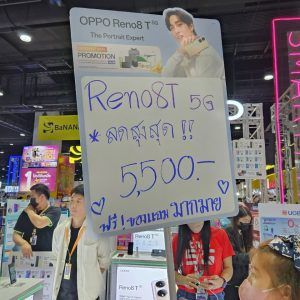 OPPO Reno8 T 5G
The Portrait Expert
PROMOTION
Reno8T 5G
* ลดสูงสุด !!
5,500.-
ฟรี! ของแถม มากมาย
BaNANA
Reno8 T